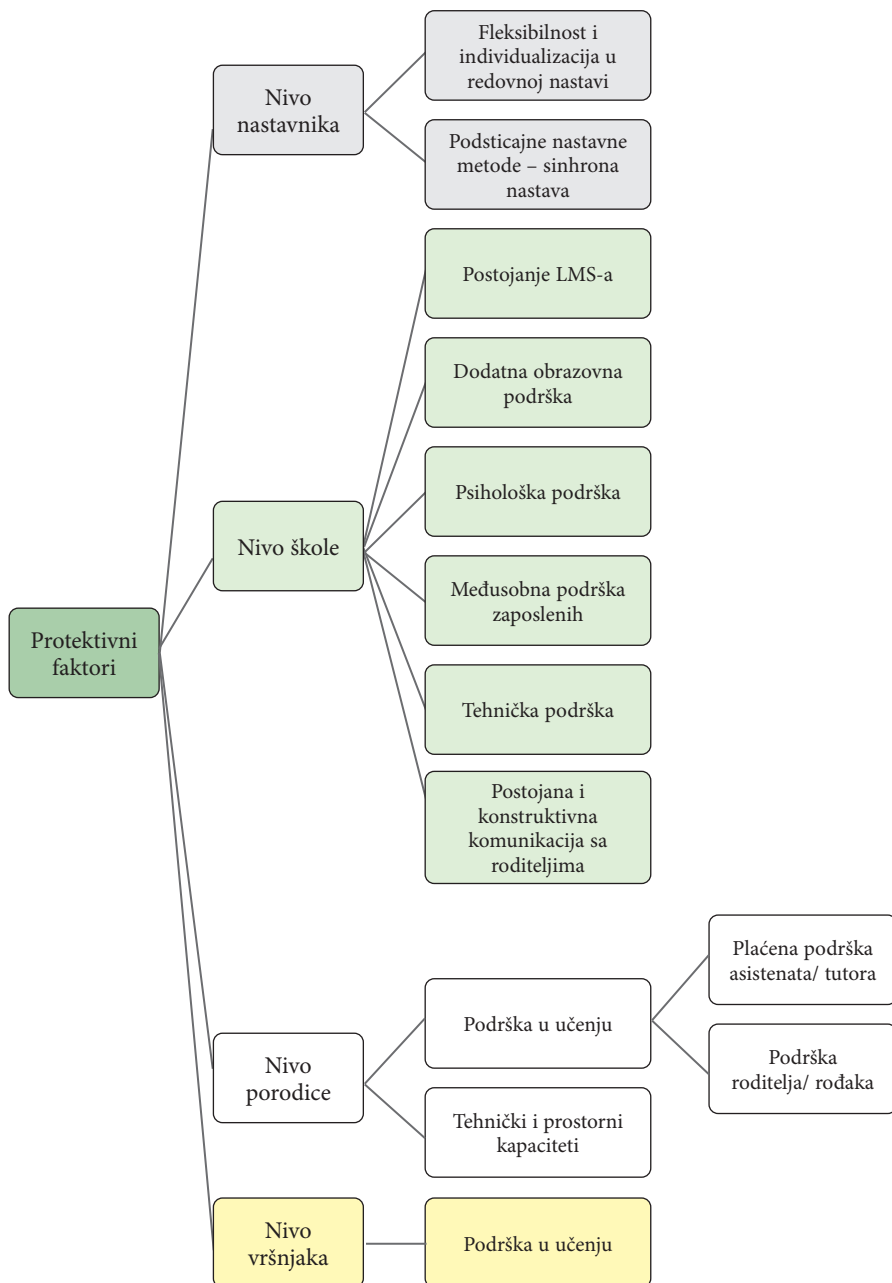 Protektivni
faktori
Nivo
nastavnika
Fleksibilnost i
individualizacija u
redovnoj nastavi
Podsticajne nastavne
metode – sinhrona
nastava
Nivo škole
Postojanje LMS-a
Dodatna obrazovna
podrška
Psihološka podrška
Međusobna podrška
zaposlenih
Tehnička podrška
Postojana i
konstruktivna
komunikacija sa
roditeljima
Nivo
porodice
Podrška u učenju
Plaćena podrška
asistenata/ tutora
Podrška
roditelja/ rođaka
Tehnički i prostorni
kapaciteti
Nivo
vršnjaka
Podrška u učenju